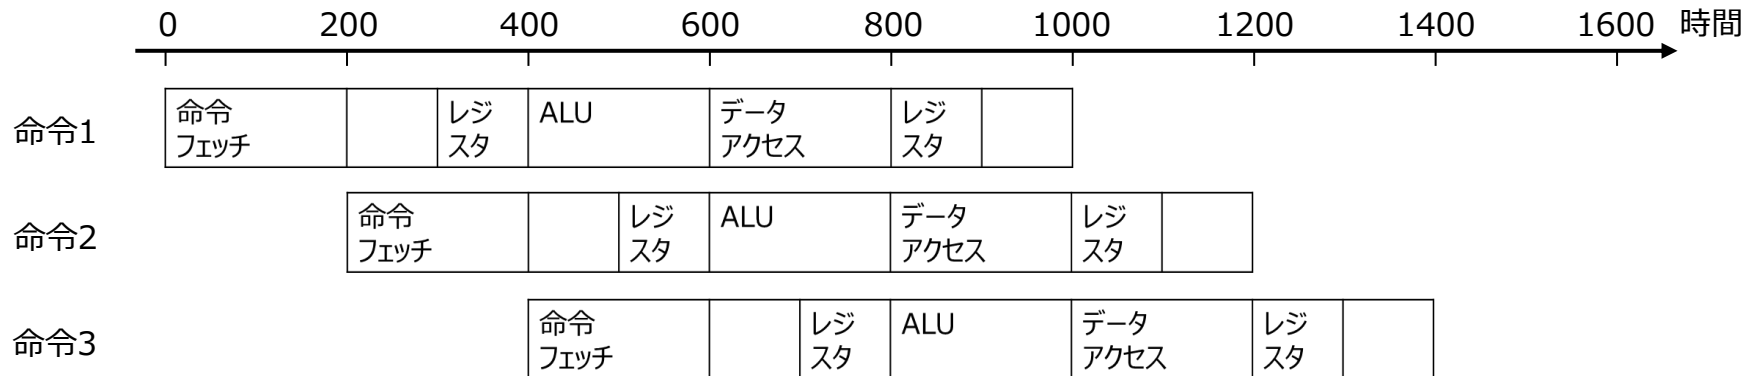 0 200 400 600 800 1000 1200 1400 1600 時間
命令1
命令
フェッチ
レジ
スタ
ALU
データ
アクセス
レジ
スタ
命令2
命令
フェッチ
レジ
スタ
ALU
データ
アクセス
レジ
スタ
命令3
命令
フェッチ
レジ
スタ
ALU
データ
アクセス
レジ
スタ